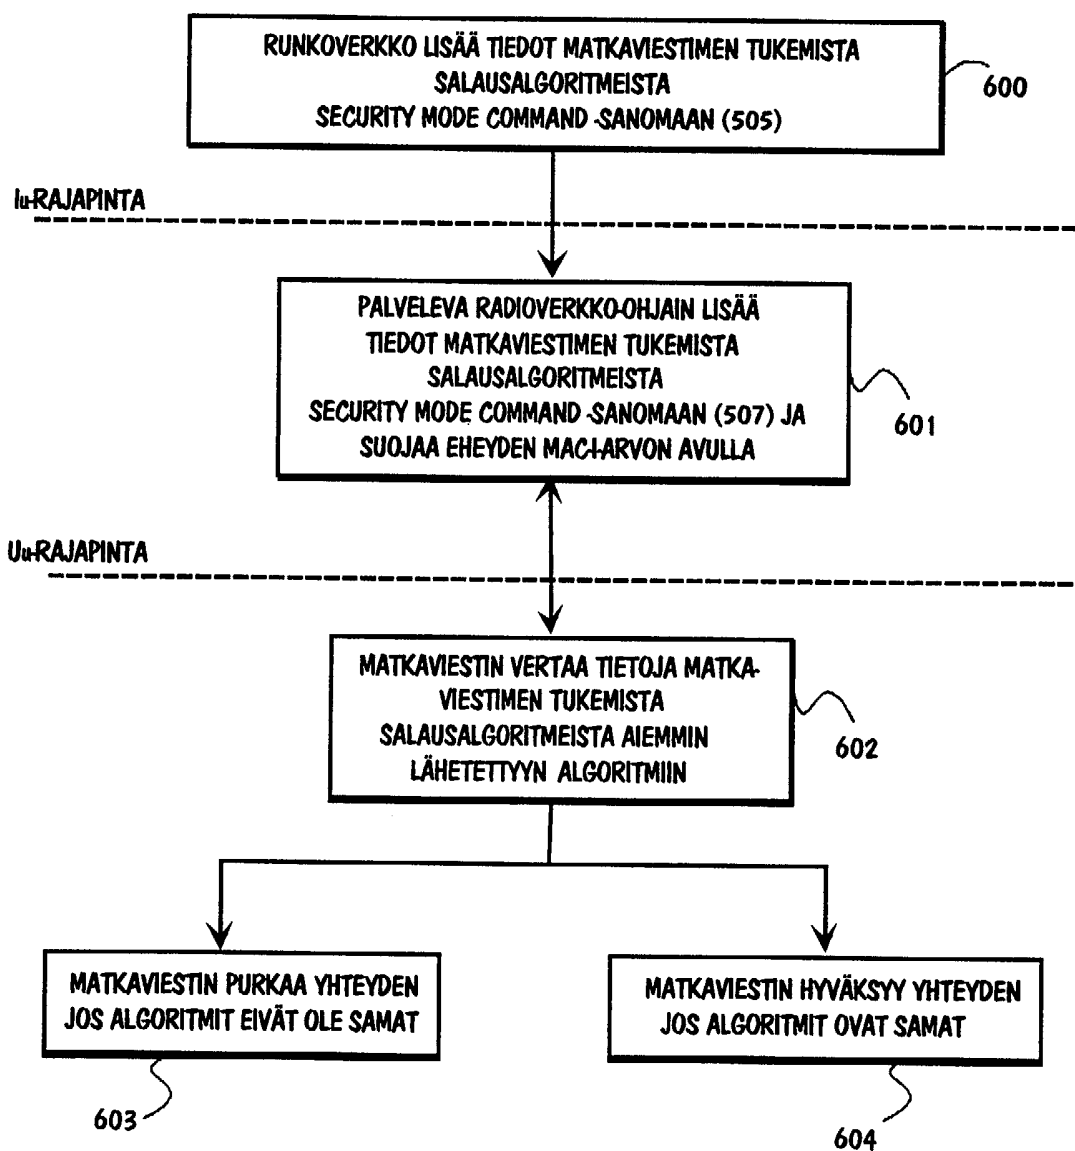 RUNKOVERKKO LISÄÄ TIEDOT MATKAVIESTIMEN TUKEMISTA
SALAUSALGORITMEISTA
SECURITY MODE COMMAND -SANOMAAN (505)
600
Iu-RAJAPINTA
PALVELEVA RADIOVERKKO-OHJAIN LISÄÄ
TIEDOT MATKAVIESTIMEN TUKEMISTA
SALAUSALGORITMEISTA
SECURITY MODE COMMAND -SANOMAAN (507) JA
SUOJAA EHEYDEN MAC-I-ARVON AVULLA
601
Uu-RAJAPINTA
MATKAVIESTIN VERTAA TIETOJA MATKA-
VIESTIMEN TUKEMISTA
SALAUSALGORITMEISTA AIEMMIN
LÄHETETTYYN ALGORITMIIN
602
MATKAVIESTIN PURKAA YHTEYDEN
JOS ALGORITMIT EIVÄT OLE SAMAT
603
MATKAVIESTIN HYVÄKSYY YHTEYDEN
JOS ALGORITMIT OVAT SAMAT
604